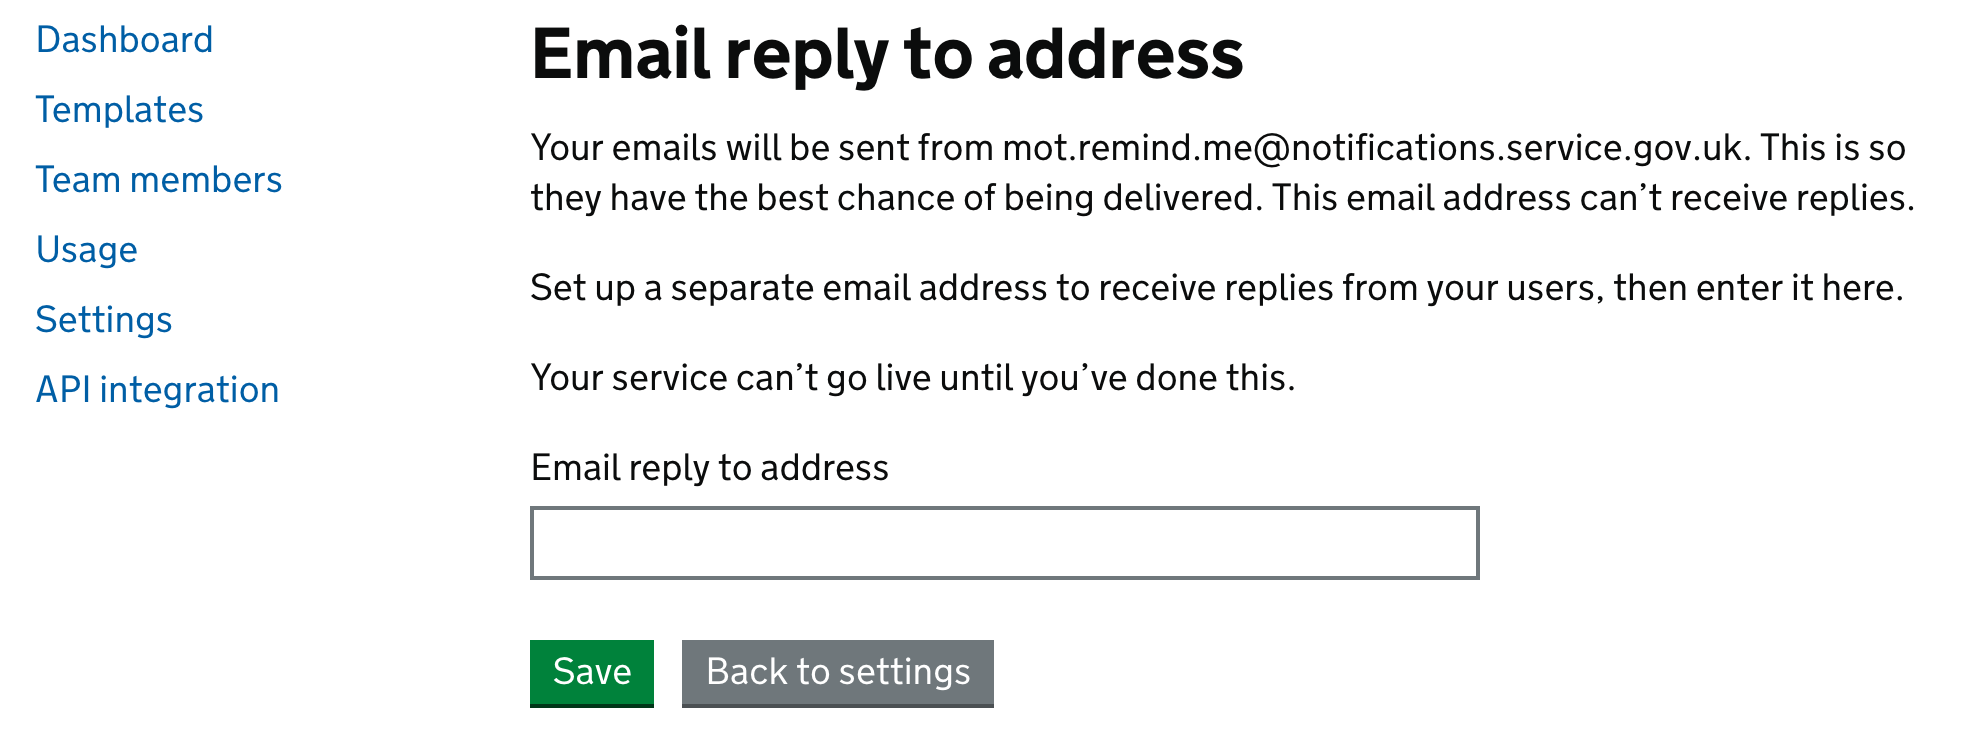 Dashboard
Templates
Team members
Usage
Settings
API integration
Email reply to address
Your emails will be sent from mot.remind.me@notifications.service.gov.uk. This is so
they have the best chance of being delivered. This email address can’t receive replies.
Set up a separate email address to receive replies from your users, then enter it here.
Your service can’t go live until you’ve done this.
Email reply to address
Save
Back to settings